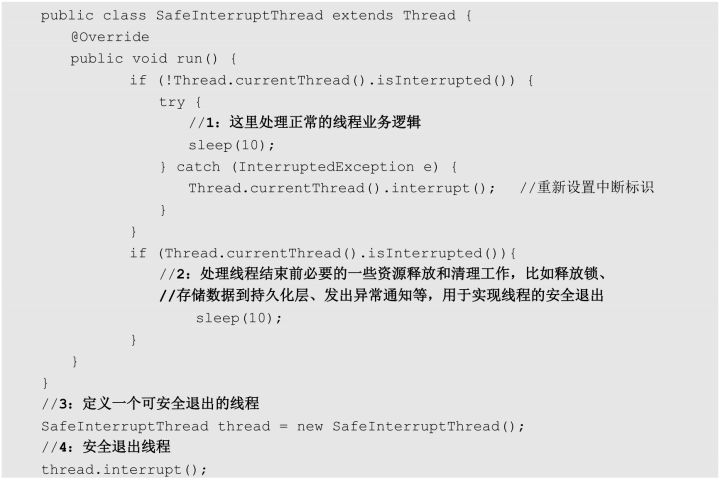 public class SafeInterruptThread extends Thread {
@Override
public void run() {
if (!Thread.currentThread().isInterrupted()) {
try {
//1：这里处理正常的线程业务逻辑
sleep(10);
} catch (InterruptedException e) {
Thread.currentThread().interrupt(); //重新设置中断标识
}
}
if (Thread.currentThread().isInterrupted()){
//2：处理线程结束前必要的一些资源释放和清理工作，比如释放锁、
//存储数据到持久化层、发出异常通知等，用于实现线程的安全退出
sleep(10);
}
}
}
//3：定义一个可安全退出的线程
SafeInterruptThread thread = new SafeInterruptThread();
//4：安全退出线程
thread.interrupt();